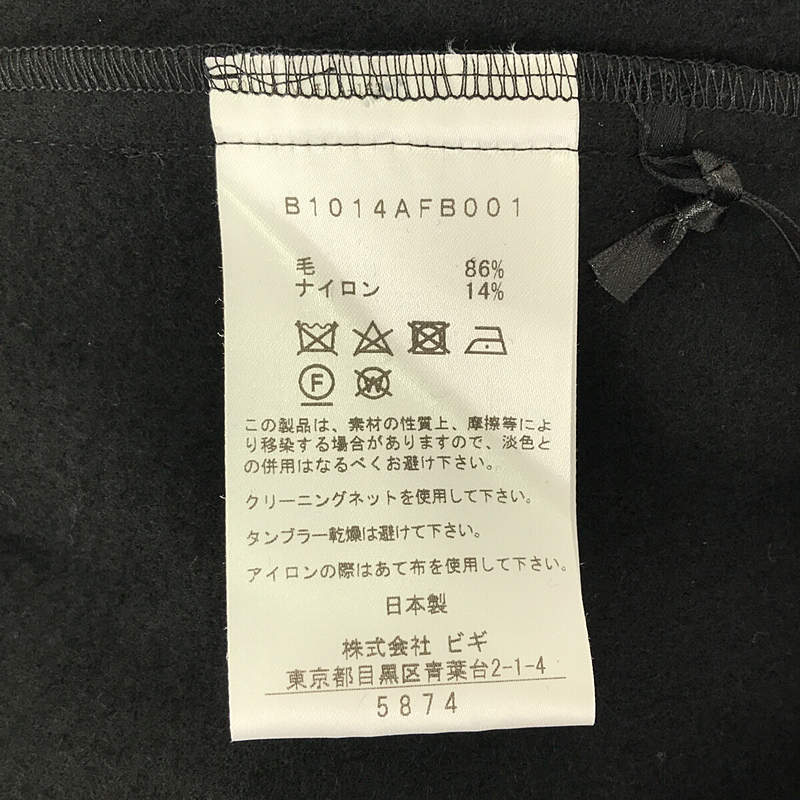 B1014AFB001
毛 86%
ナイロン 14%
F W
この製品は、素材の性質上、摩擦等によ
り移染する場合がありますので、淡色と
の併用はなるべくお避け下さい。
クリーニングネットを使用して下さい。
タンブラー乾燥は避けて下さい。
アイロンの際はあて布を使用して下さい。
日本製
株式会社 ビギ
東京都目黒区青葉台2-1-4
5874